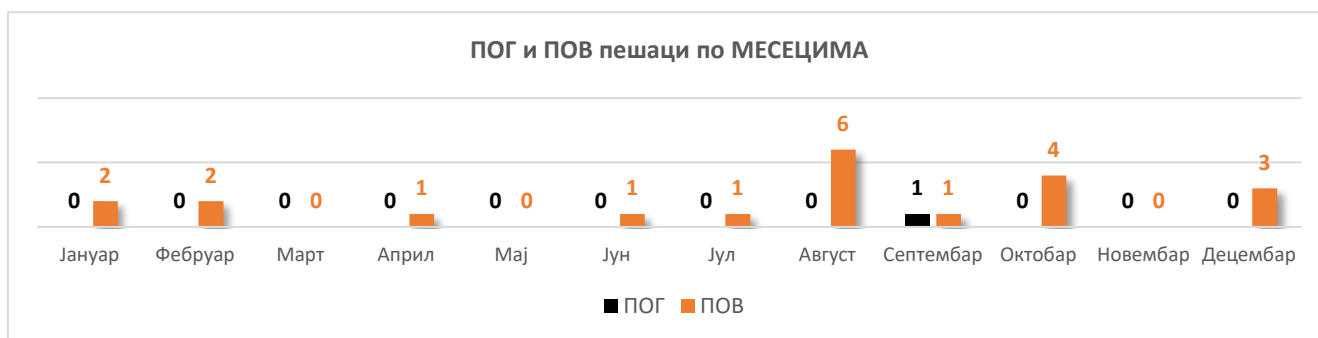 ПОГ и ПОВ пешаци по МЕСЕЦИМА
0 2 0 2 0 0 0 1 0 0 0 1 0 1 0 6 1 1 0 4 0 0 0 3
Јануар Фебруар Март Април Мај Јун Јул Август Септембар Октобар Новембар Децембар
ПОГ ПОВ